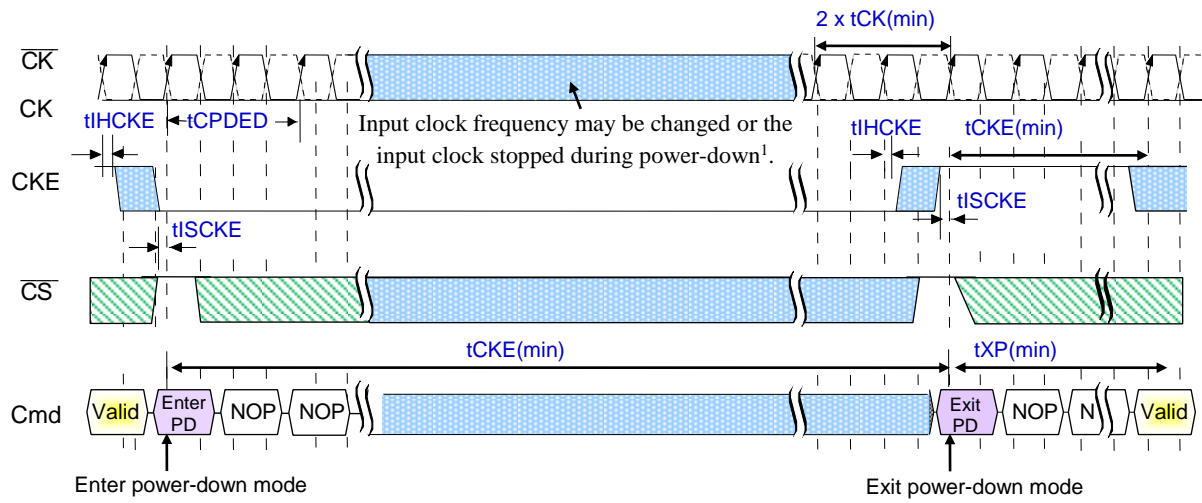 2 x tCK(min)
CK
CK
tIHCKE
tCPDED
Input clock frequency may be changed or the
input clock stopped during power-down1.
tIHCKE
tCKE(min)
CKE
tISCKE
tISCKE
CS
tCKE(min)
tXP(min)
Cmd
Valid
Enter
PD
NOP
NOP
Exit
PD
NOP
N
Valid
Enter power-down mode
Exit power-down mode